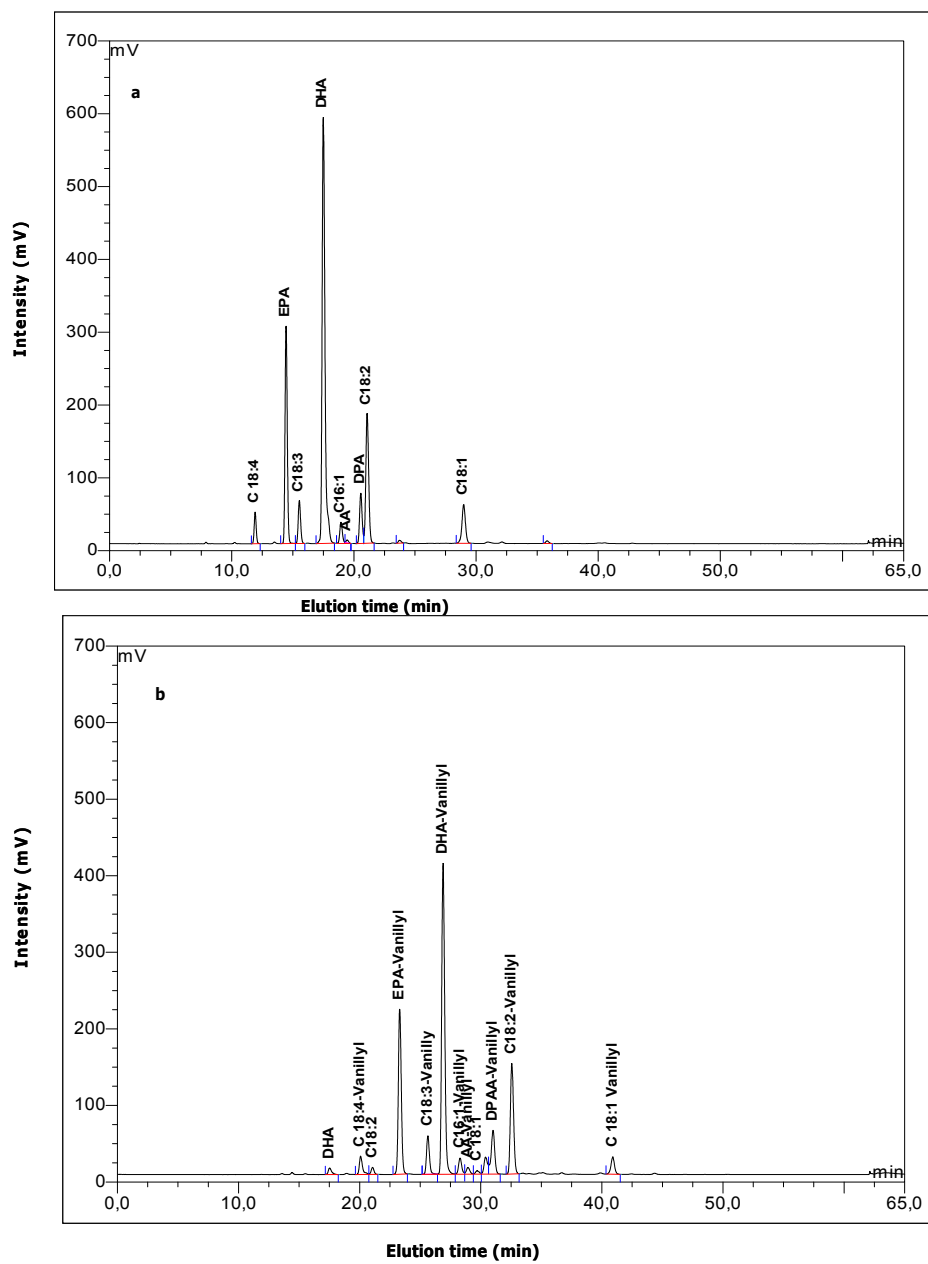 700
mV
a
600
500
400
300
200
100
0
Intensity (mV)
C 18:4
EPA
C18:3
DHA
C16:1
AA
DPA
C18:2
C18:1
min
0,0
10,0
20,0
30,0
40,0
50,0
65,0
Elution time (min)
700
mV
b
600
500
400
300
200
100
0
Intensity (mV)
DHA
C 18:4-Vanillyl
C18:2
EPA-Vanillyl
C18:3-Vanilly
DHA-Vanillyl
C16:1-Vanillyl
AA-Vanillyl
C 18:1
DPAA-Vanillyl
C18:2-Vanillyl
C 18:1 Vanillyl
min
0,0
10,0
20,0
30,0
40,0
50,0
65,0
Elution time (min)